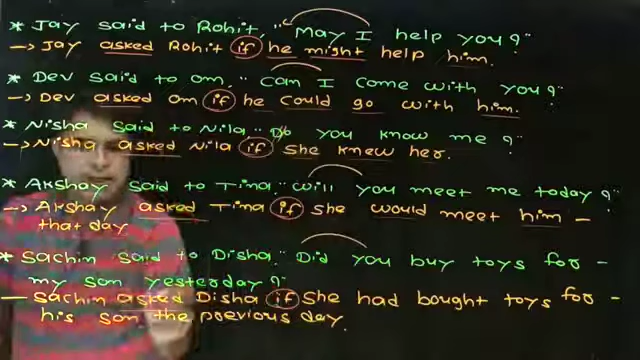 * Jay said to Rohit, "May I help you?"
→ Jay asked Rohit if he might help him.
* Dev said to Om, "Can I come with you?"
→ Dev asked Om if he could go with him.
* Nisha said to Nila "Do you know me?
→ Nisha asked Nila if she knew her.
* Akshay said to Tina, "Will you meet me today?"
→ Akshay asked Tina if she would meet him -
that day.
* Sachin said to Disha, "Did you buy toys for -
my son yesterday?"
- Sachin asked Disha if she had bought toys for -
his son the previous day.